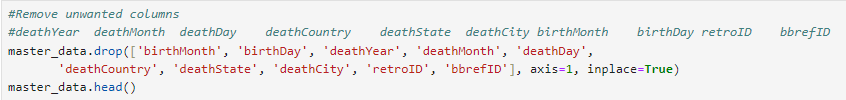 #Remove unwanted columns
#deathYear deathMonth deathDay deathCountry deathState deathCity birthMonth birthDay retroID bbrefID
master_data.drop(['birthMonth', 'birthDay', 'deathYear', 'deathMonth', 'deathDay',
'deathCountry', 'deathState', 'deathCity', 'retroID', 'bbrefID'], axis=1, inplace=True)
master_data.head()